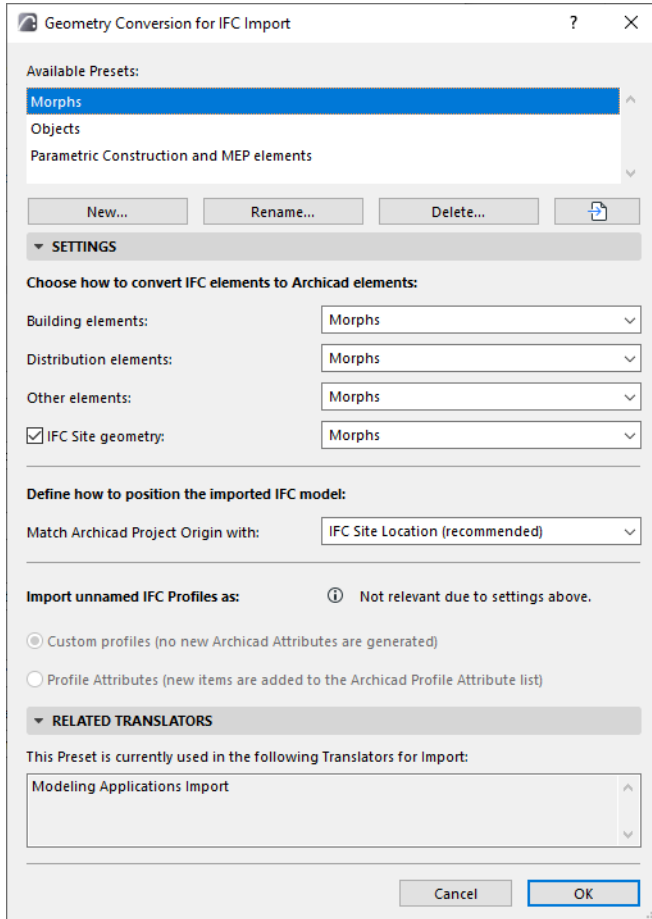 Geometry Conversion for IFC Import ?
Available Presets:
Morphs
Objects
Parametric Construction and MEP elements
New... Rename... Delete...
SETTINGS
Choose how to convert IFC elements to Archicad elements:
Building elements: Morphs
Distribution elements: Morphs
Other elements: Morphs
IFC Site geometry: Morphs
Define how to position the imported IFC model:
Match Archicad Project Origin with: IFC Site Location (recommended)
Import unnamed IFC Profiles as: Not relevant due to settings above.
Custom profiles (no new Archicad Attributes are generated)
Profile Attributes (new items are added to the Archicad Profile Attribute list)
RELATED TRANSLATORS
This Preset is currently used in the following Translators for Import:
Modeling Applications Import
Cancel OK